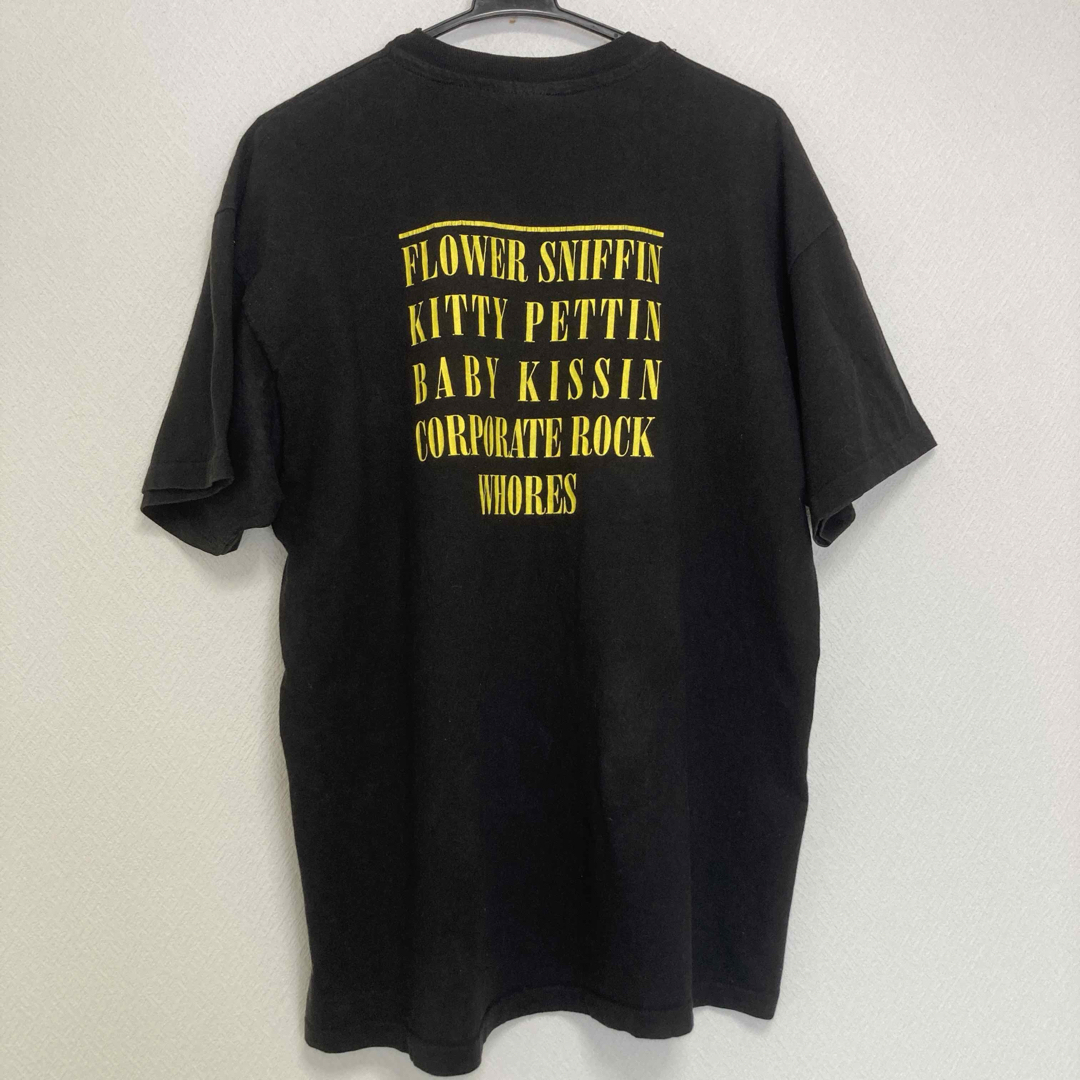 FLOWER SNIFFIN
KITTY PETTIN
BABY KISSIN
CORPORATE ROCK
WHORES